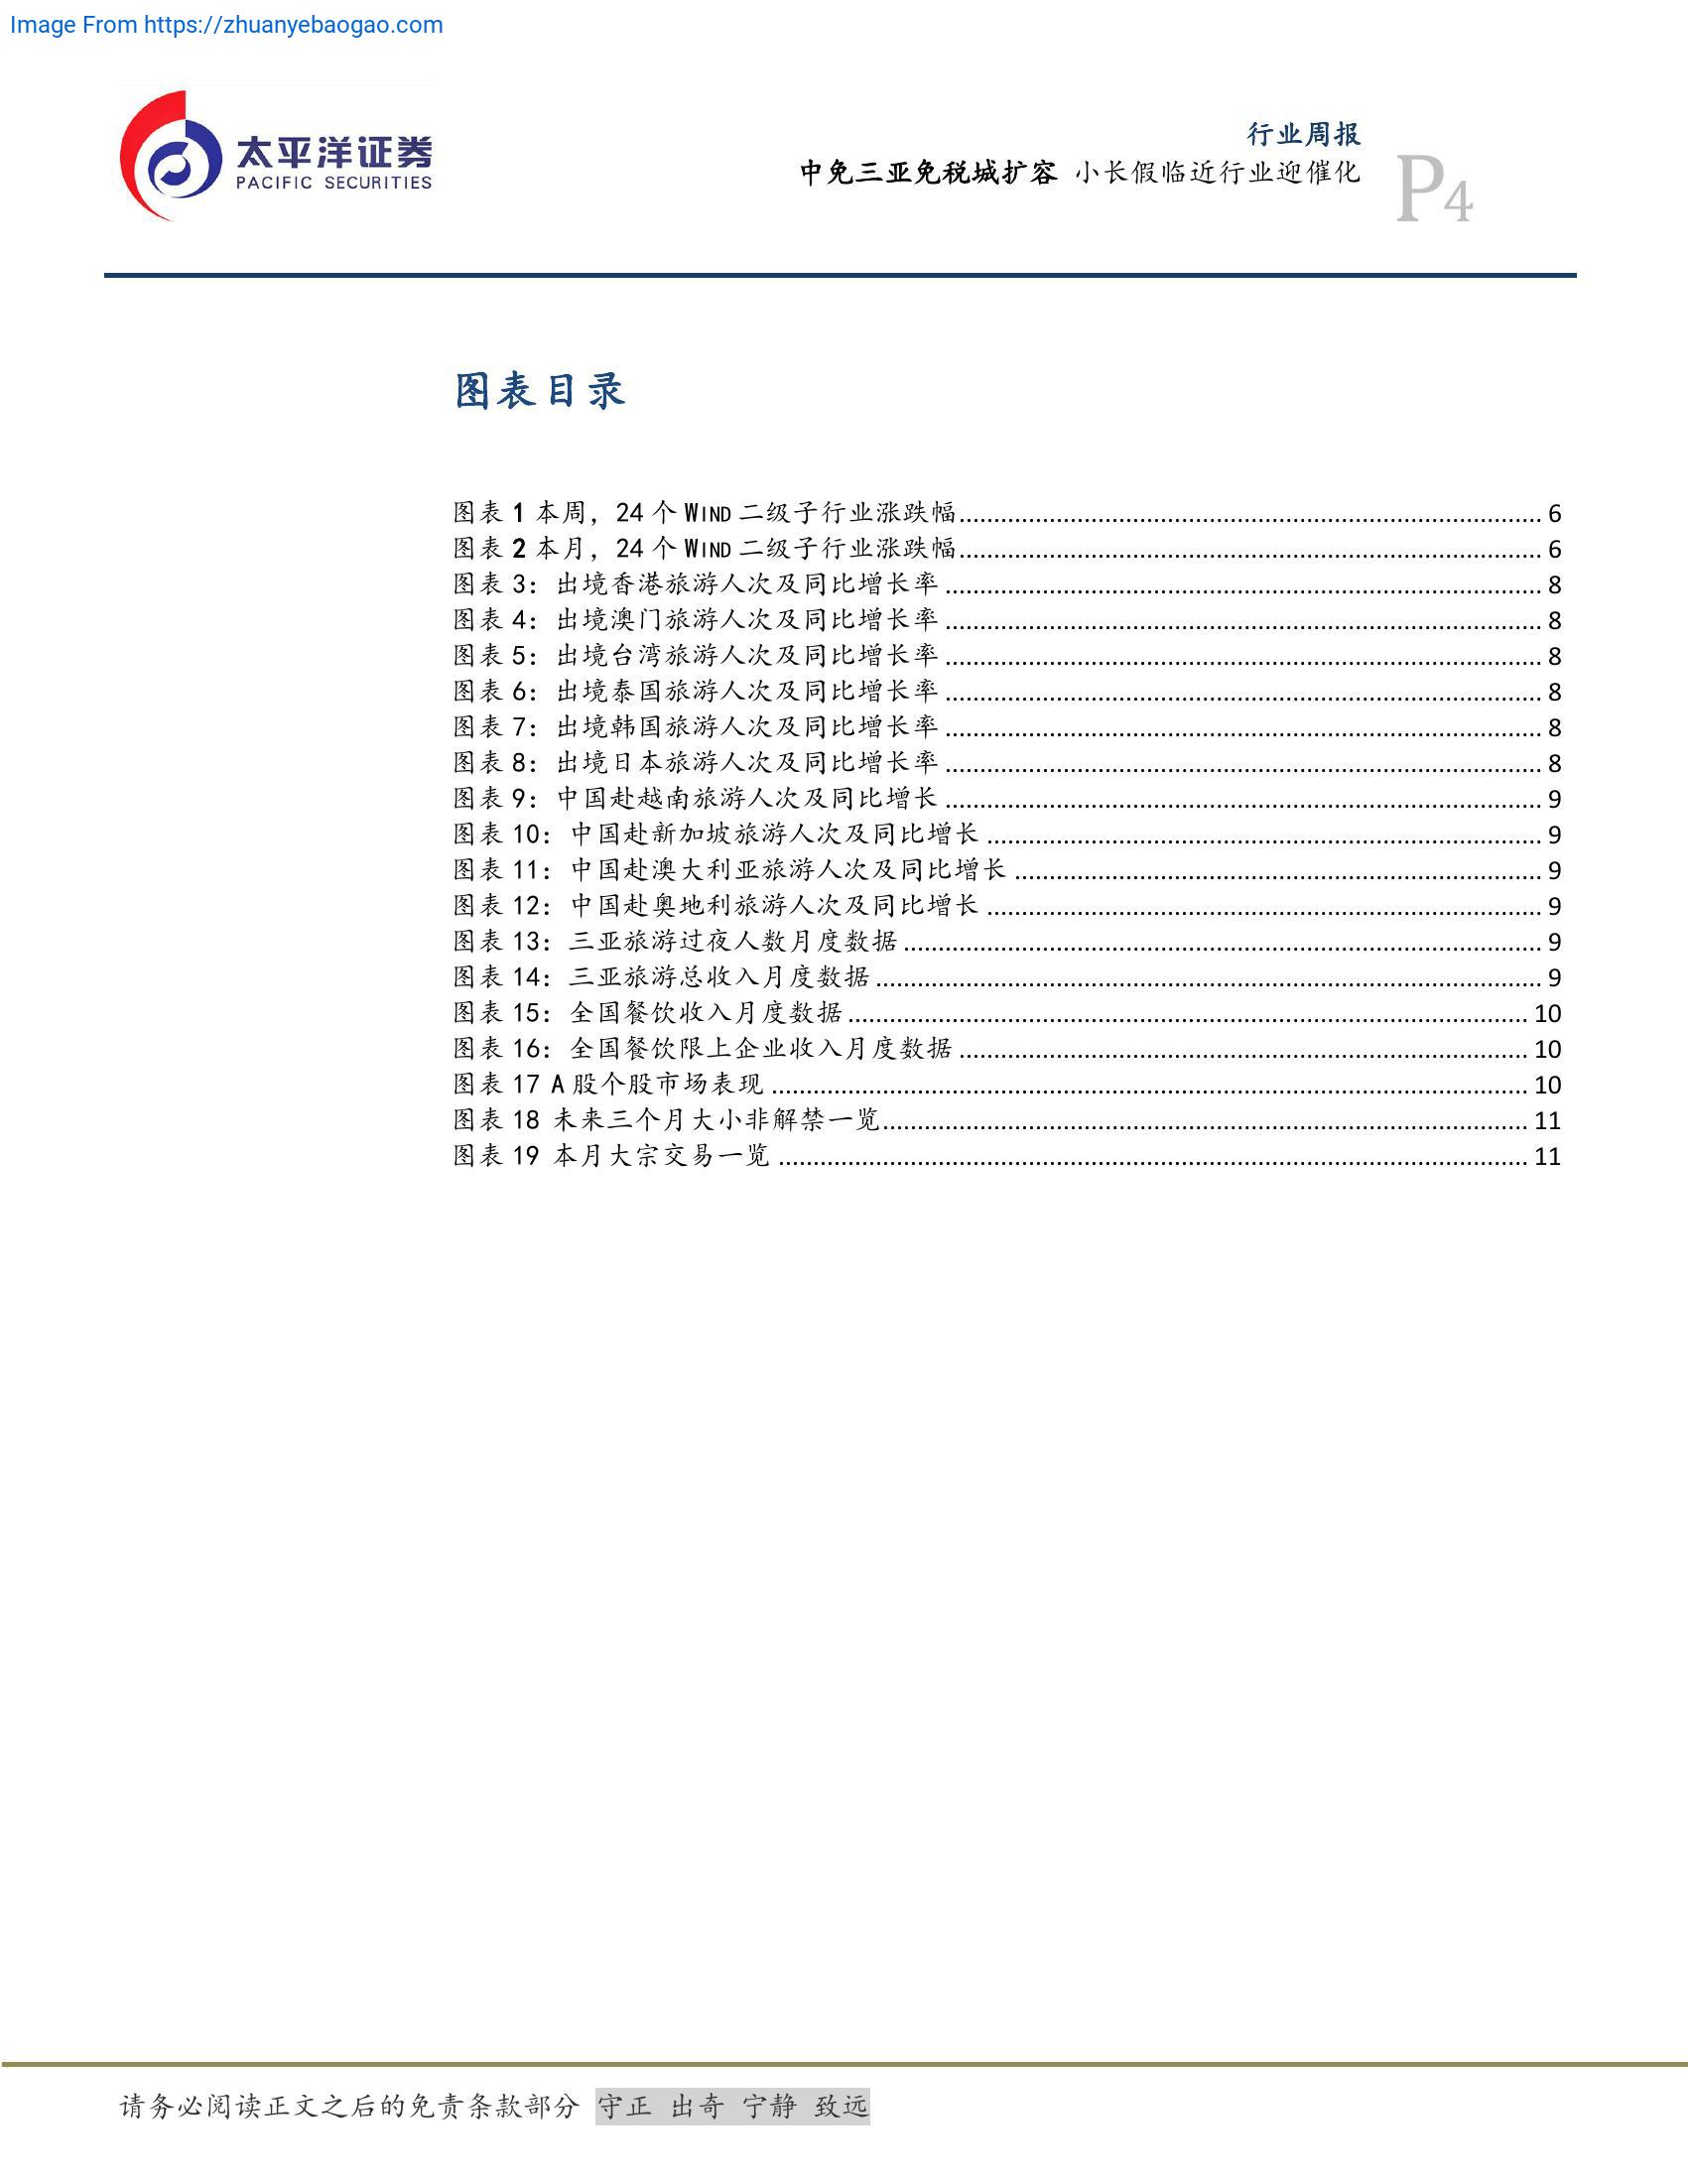 Image From https://zhuanyebaogao.com
太平洋证券
PACIFIC SECURITIES
行业周报
中免三亚免税城扩容 小长假临近行业迎催化
P4
图表目录
图表 1 本周，24 个 WIND 二级子行业涨跌幅 6
图表 2 本月，24 个 WIND 二级子行业涨跌幅 6
图表 3：出境香港旅游人次及同比增长率 8
图表 4：出境澳门旅游人次及同比增长率 8
图表 5：出境台湾旅游人次及同比增长率 8
图表 6：出境泰国旅游人次及同比增长率 8
图表 7：出境韩国旅游人次及同比增长率 8
图表 8：出境日本旅游人次及同比增长率 8
图表 9：中国赴越南旅游人次及同比增长 9
图表 10：中国赴新加坡旅游人次及同比增长 9
图表 11：中国赴澳大利亚旅游人次及同比增长 9
图表 12：中国赴奥地利旅游人次及同比增长 9
图表 13：三亚旅游过夜人数月度数据 9
图表 14：三亚旅游总收入月度数据 9
图表 15：全国餐饮收入月度数据 10
图表 16：全国餐饮限上企业收入月度数据 10
图表 17 A 股个股市场表现 10
图表 18 未来三个月大小非解禁一览 11
图表 19 本月大宗交易一览 11
请务必阅读正文之后的免责条款部分 守正 出奇 宁静 致远